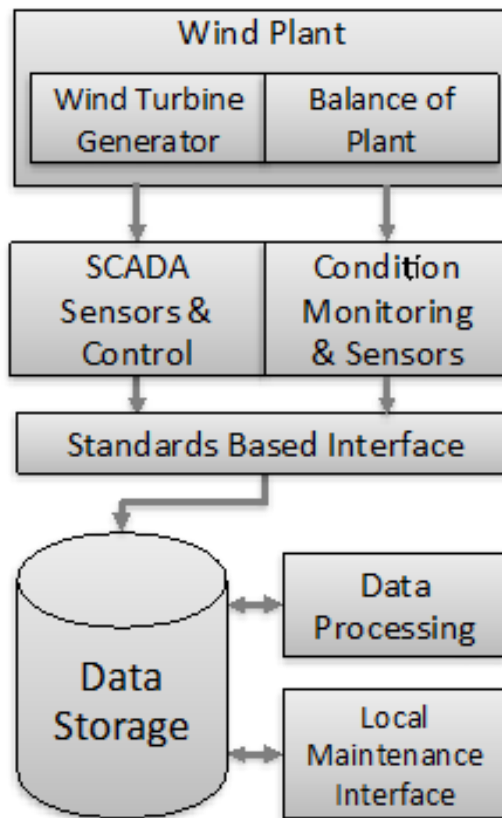 Wind Plant
Wind Turbine
Generator
Balance of
Plant
SCADA
Sensors &
Control
Condition
Monitoring
& Sensors
Standards Based Interface
Data
Storage
Data
Processing
Local
Maintenance
Interface